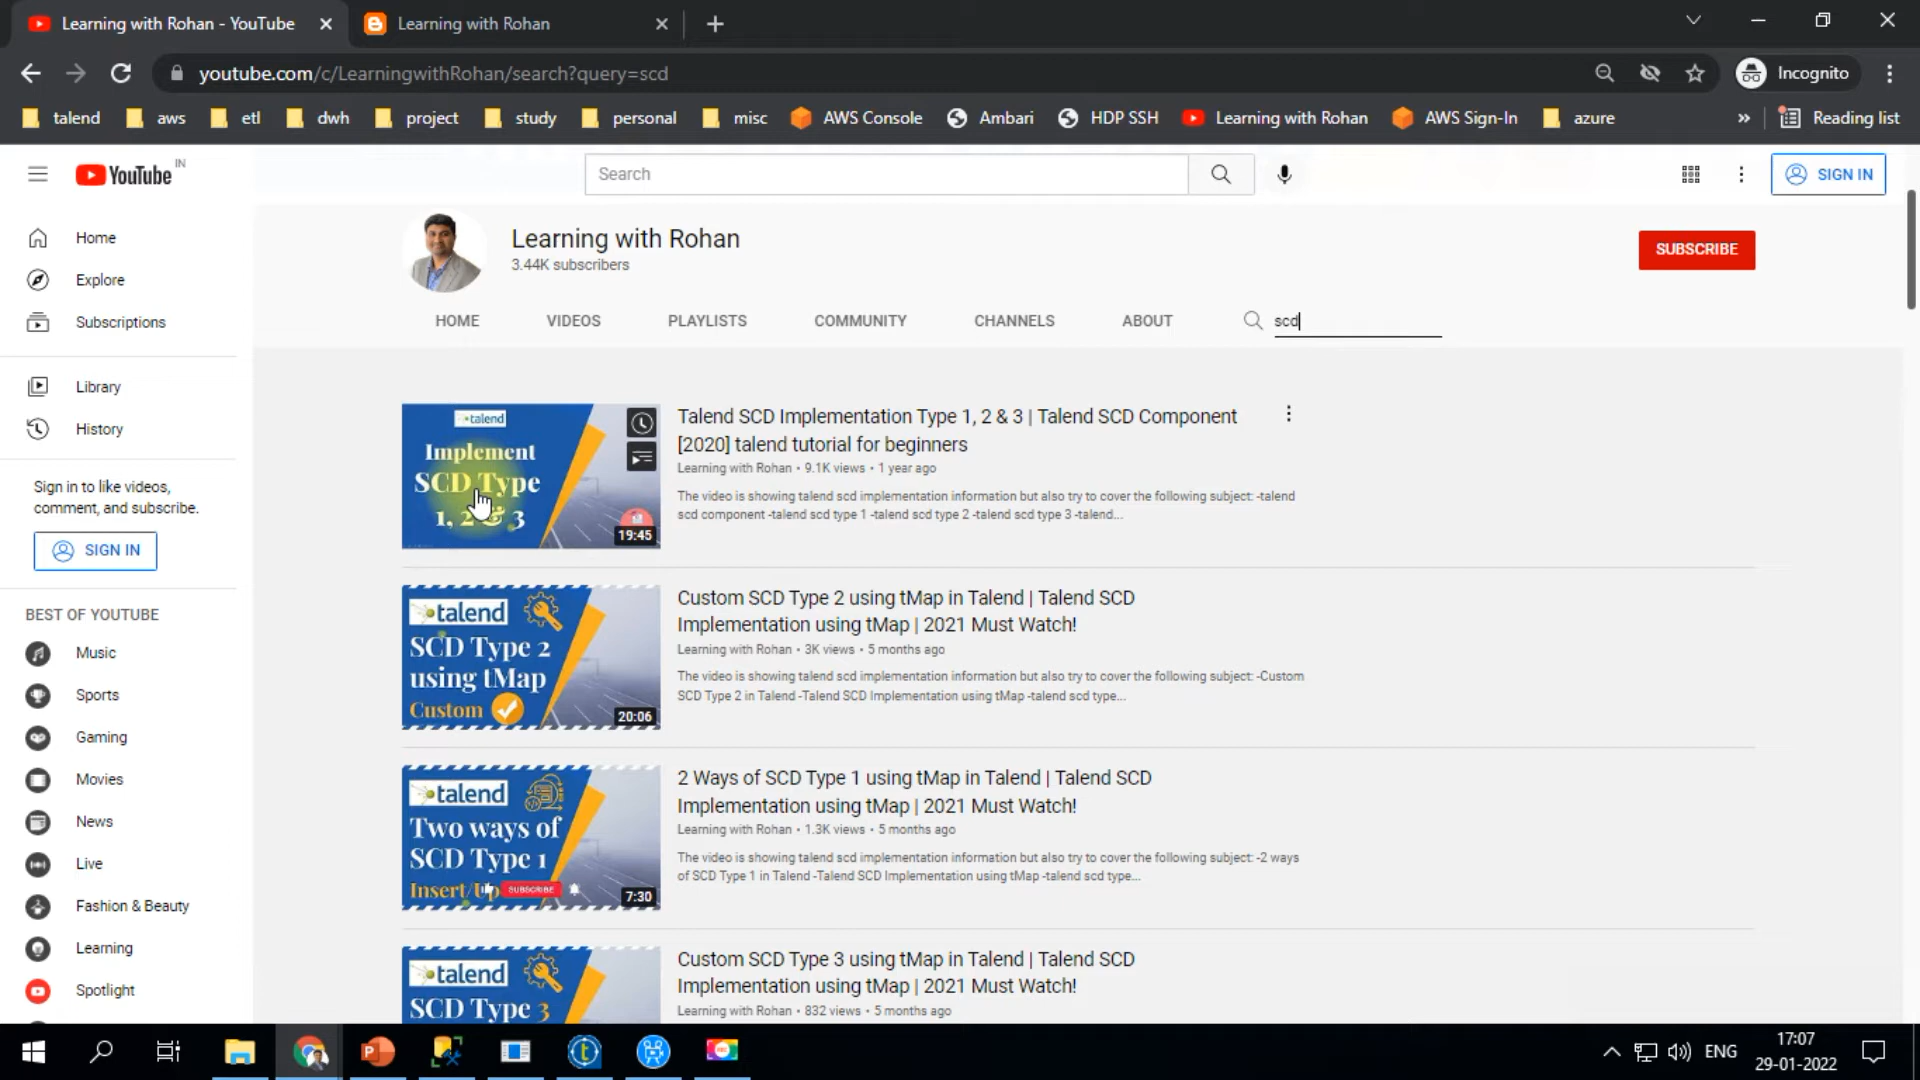 Learning with Rohan - YouTube
Learning with Rohan
youtube.com/c/LearningwithRohan/search?query=scd
Incognito
talend
aws
etl
dwh
project
study
personal
misc
AWS Console
Ambari
HDP SSH
Learning with Rohan
AWS Sign-In
azure
»
Reading list
YouTube IN
Search
SIGN IN
Home
Explore
Subscriptions
Library
History
Sign in to like videos,
comment, and subscribe.
SIGN IN
BEST OF YOUTUBE
Music
Sports
Gaming
Movies
News
Live
Fashion & Beauty
Learning
Spotlight
Learning with Rohan
3.44K subscribers
SUBSCRIBE
HOME
VIDEOS
PLAYLISTS
COMMUNITY
CHANNELS
ABOUT
scd
talend
Implement
SCD Type
1, 2 & 3
19:45
Talend SCD Implementation Type 1, 2 & 3 | Talend SCD Component
[2020] talend tutorial for beginners
Learning with Rohan • 9.1K views • 1 year ago
The video is showing talend scd implementation information but also try to cover the following subject: -talend
scd component -talend scd type 1 -talend scd type 2 -talend scd type 3 -talend...
talend
SCD Type 2
using tMap
Custom
20:06
Custom SCD Type 2 using tMap in Talend | Talend SCD
Implementation using tMap | 2021 Must Watch!
Learning with Rohan • 3K views • 5 months ago
The video is showing talend scd implementation information but also try to cover the following subject: -Custom
SCD Type 2 in Talend -Talend SCD Implementation using tMap -talend scd type...
talend
Two ways of
SCD Type 1
Insert/Up
SUBSCRIBE
7:30
2 Ways of SCD Type 1 using tMap in Talend | Talend SCD
Implementation using tMap | 2021 Must Watch!
Learning with Rohan • 1.3K views • 5 months ago
The video is showing talend scd implementation information but also try to cover the following subject: -2 ways
of SCD Type 1 in Talend -Talend SCD Implementation using tMap -talend scd type...
talend
SCD Type 3
Custom SCD Type 3 using tMap in Talend | Talend SCD
Implementation using tMap | 2021 Must Watch!
Learning with Rohan • 832 views • 5 months ago
ENG
17:07
29-01-2022